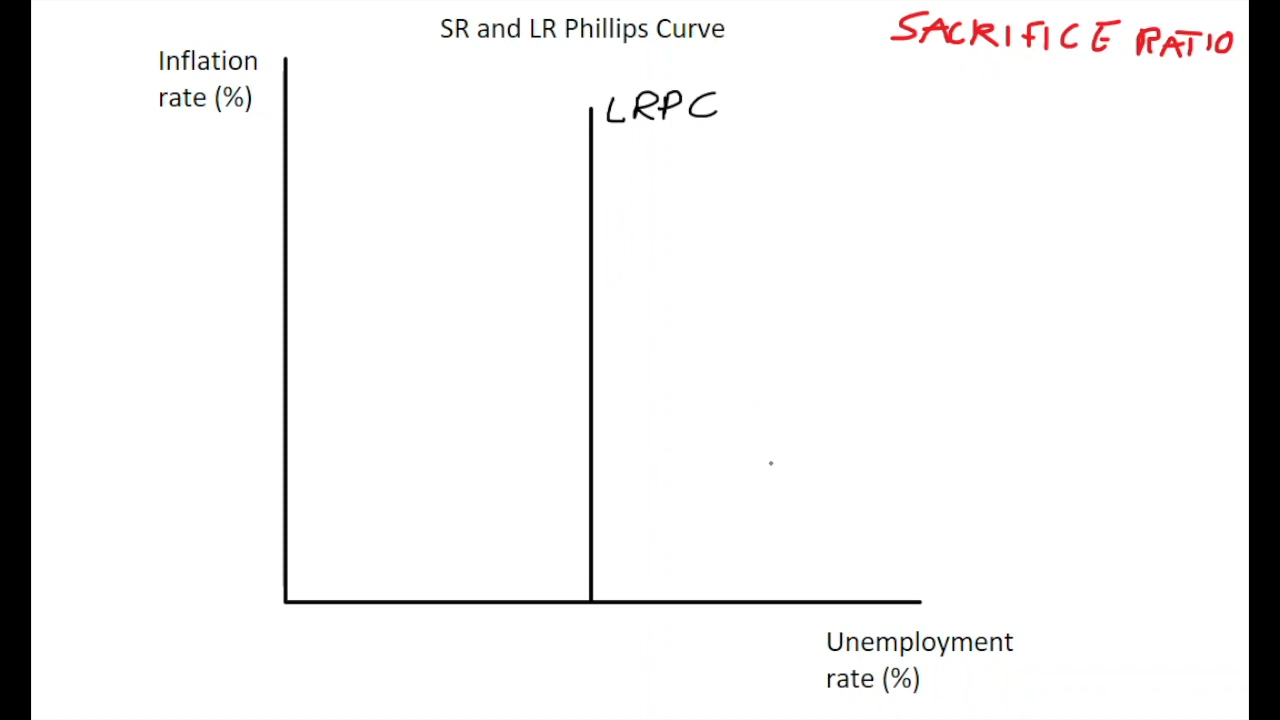 SR and LR Phillips Curve
SACRIFICE RATIO
Inflation
rate (%)
LRPC
Unemployment
rate (%)